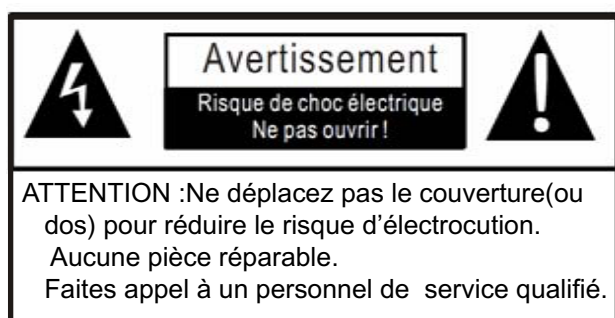 Avertissement
Risque de choc électrique
Ne pas ouvrir !
ATTENTION :Ne déplacez pas le couverture(ou
dos) pour réduire le risque d'électrocution.
Aucune pièce réparable.
Faites appel à un personnel de service qualifié.